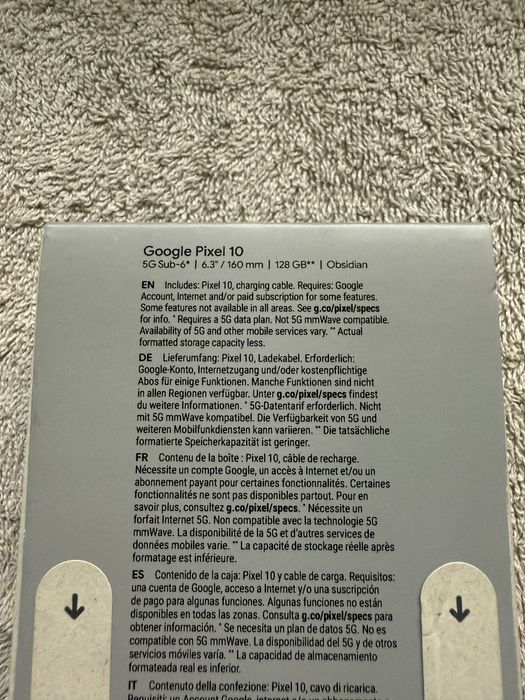 Google Pixel 10
5G Sub-6* | 6.3" / 160 mm | 128 GB** | Obsidian
EN Includes: Pixel 10, charging cable. Requires: Google
Account, Internet and/or paid subscription for some features.
Some features not available in all areas. See g.co/pixel/specs
for info. * Requires a 5G data plan. Not 5G mmWave compatible.
Availability of 5G and other mobile services vary. ** Actual
formatted storage capacity less.
DE Lieferumfang: Pixel 10, Ladekabel. Erforderlich:
Google-Konto, Internetzugang und/oder kostenpflichtige
Abos für einige Funktionen. Manche Funktionen sind nicht
in allen Regionen verfügbar. Unter g.co/pixel/specs findest
du weitere Informationen. * 5G-Datentarif erforderlich. Nicht
mit 5G mmWave kompatibel. Die Verfügbarkeit von 5G und
weiteren Mobilfunkdiensten kann variieren. ** Die tatsächliche
formatierte Speicherkapazität ist geringer.
FR Contenu de la boîte : Pixel 10, câble de recharge.
Nécessite un compte Google, un accès à Internet et/ou un
abonnement payant pour certaines fonctionnalités. Certaines
fonctionnalités ne sont pas disponibles partout. Pour en
savoir plus, consultez g.co/pixel/specs. * Nécessite un
forfait Internet 5G. Non compatible avec la technologie 5G
mmWave. La disponibilité de la 5G et d'autres services de
données mobiles varie. ** La capacité de stockage réelle après
formatage est inférieure.
ES Contenido de la caja: Pixel 10 y cable de carga. Requisitos:
una cuenta de Google, acceso a Internet y/o una suscripción
de pago para algunas funciones. Algunas funciones no están
disponibles en todas las zonas. Consulta g.co/pixel/specs para
obtener información. * Se necesita un plan de datos 5G. No es
compatible con 5G mmWave. La disponibilidad del 5G y de otros
servicios móviles varía. ** La capacidad de almacenamiento
formateada real es inferior.
IT Contenuto della confezione: Pixel 10, cavo di ricarica.